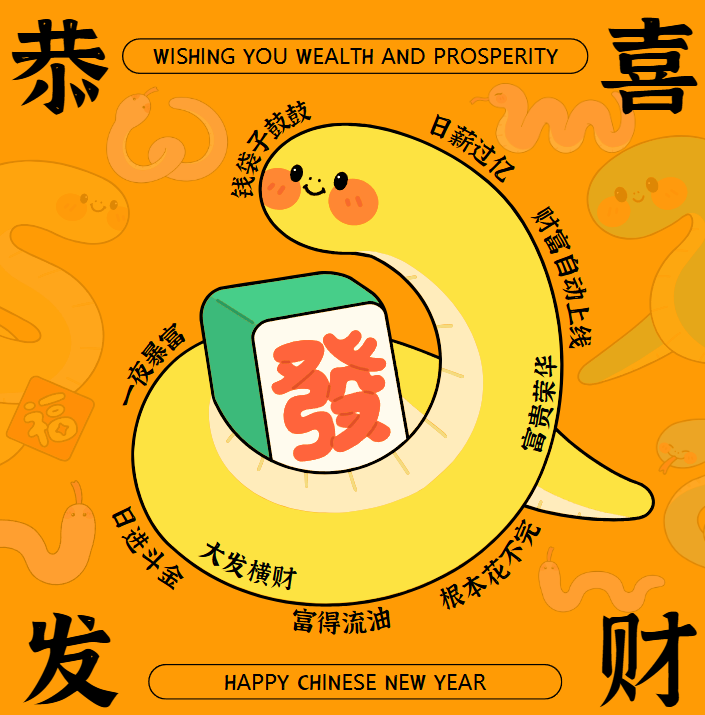 恭喜
WISHING YOU WEALTH AND PROSPERITY
钱袋子鼓鼓
日薪过亿
财富自动上线
富贵荣华
根本花不完
富得流油
大发横财
日进斗金
一夜暴富
發
福
发财
HAPPY CHINESE NEW YEAR